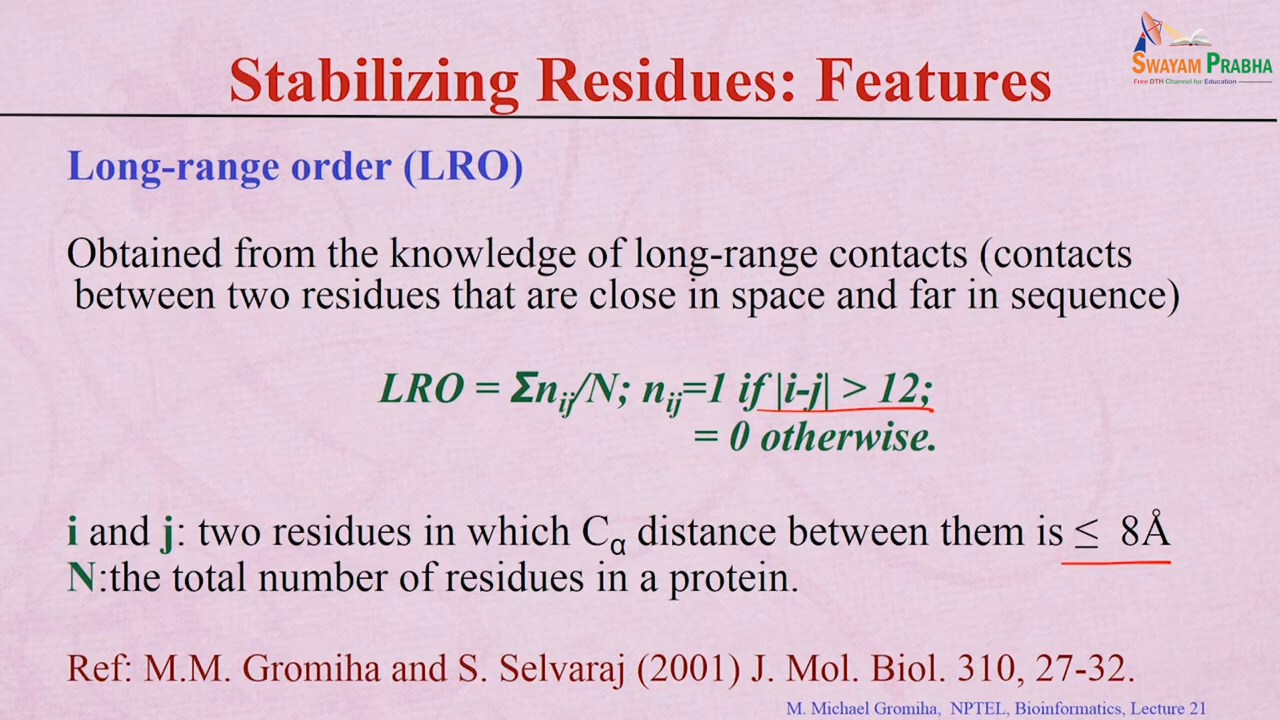 SWAYAM PRABHA
Free DTH Channel for Education
Stabilizing Residues: Features
Long-range order (LRO)
Obtained from the knowledge of long-range contacts (contacts
between two residues that are close in space and far in sequence)
LRO = Σn_ij/N; n_ij=1 if |i-j| > 12;
= 0 otherwise.
i and j: two residues in which C_α distance between them is ≤ 8Å
N:the total number of residues in a protein.
Ref: M.M. Gromiha and S. Selvaraj (2001) J. Mol. Biol. 310, 27-32.
M. Michael Gromiha, NPTEL, Bioinformatics, Lecture 21